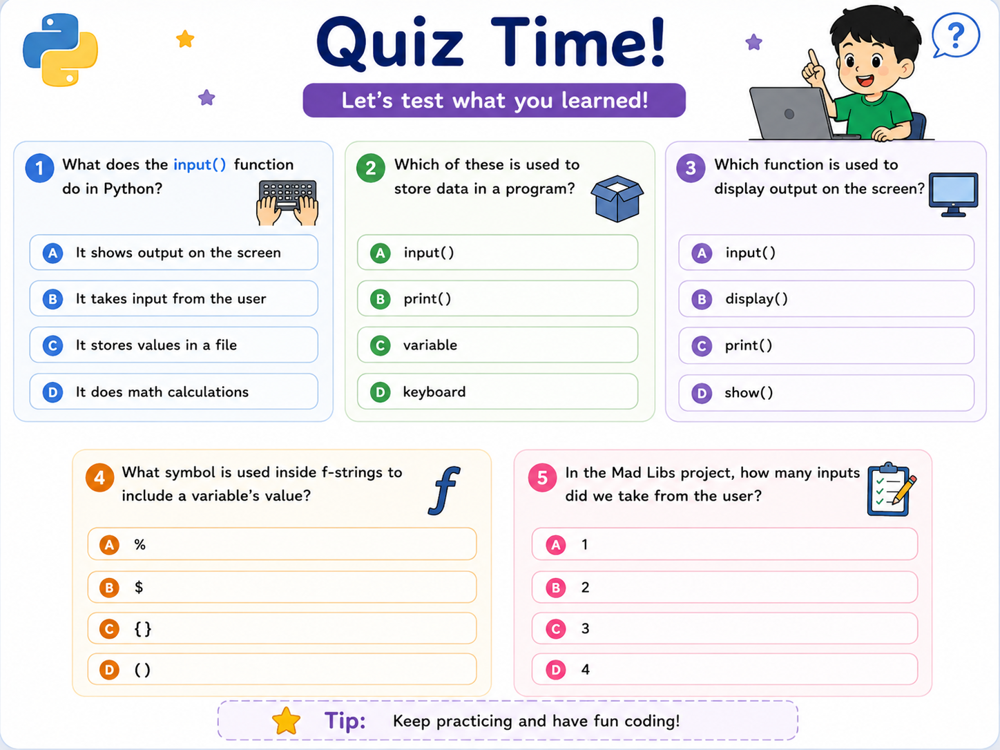 Quiz Time!
Let's test what you learned!
?
1
What does the input() function
do in Python?
A It shows output on the screen
B It takes input from the user
C It stores values in a file
D It does math calculations
2
Which of these is used to
store data in a program?
A input()
B print()
C variable
D keyboard
3
Which function is used to
display output on the screen?
A input()
B display()
C print()
D show()
4
What symbol is used inside f-strings to
include a variable's value?
f
A %
B $
C {}
D ()
5
In the Mad Libs project, how many inputs
did we take from the user?
A 1
B 2
C 3
D 4
Tip: Keep practicing and have fun coding!